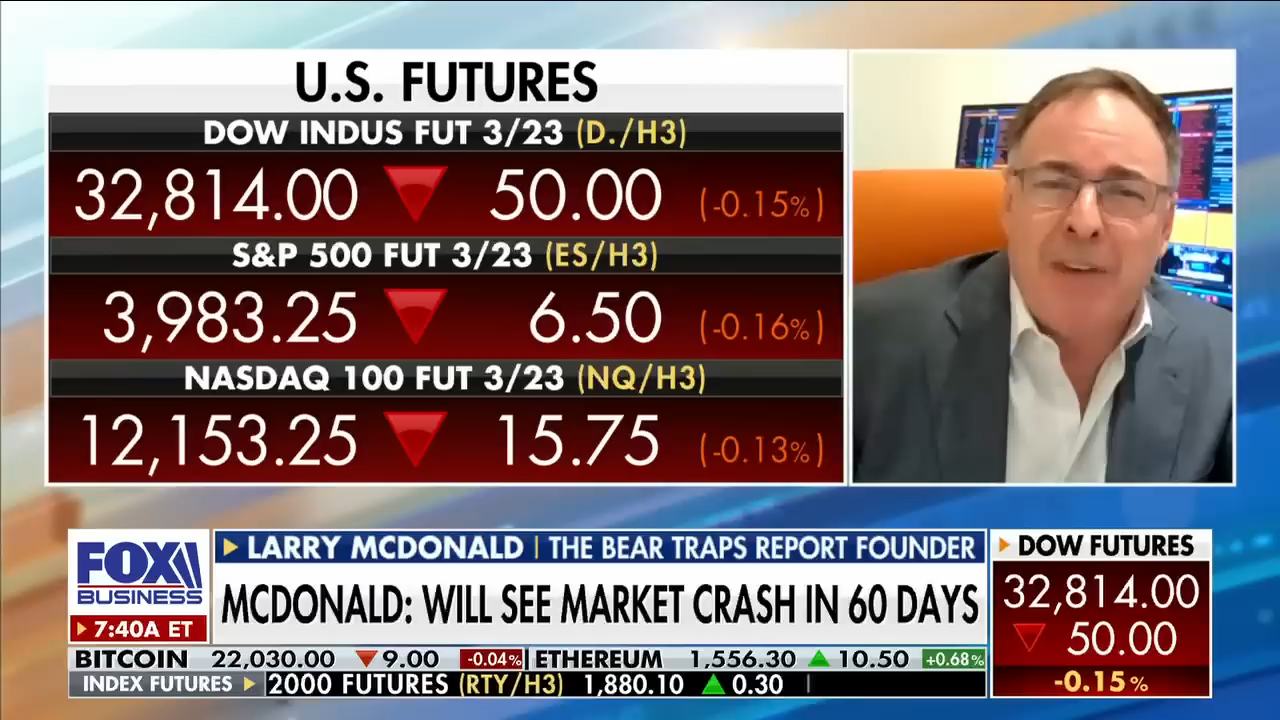 U.S. FUTURES
DOW INDUS FUT 3/23 (D./H3)
32,814.00 ▼ 50.00 (-0.15%)
S&P 500 FUT 3/23 (ES/H3)
3,983.25 ▼ 6.50 (-0.16%)
NASDAQ 100 FUT 3/23 (NQ/H3)
12,153.25 ▼ 15.75 (-0.13%)
FOX
BUSINESS
7:40A ET
LARRY MCDONALD | THE BEAR TRAPS REPORT FOUNDER
MCDONALD: WILL SEE MARKET CRASH IN 60 DAYS
DOW FUTURES
32,814.00
▼ 50.00
-0.15%
BITCOIN 22,030.00 ▼ 9.00 -0.04% ETHEREUM 1,556.30 ▲ 10.50 +0.68%
INDEX FUTURES 2000 FUTURES (RTY/H3) 1,880.10 ▲ 0.30